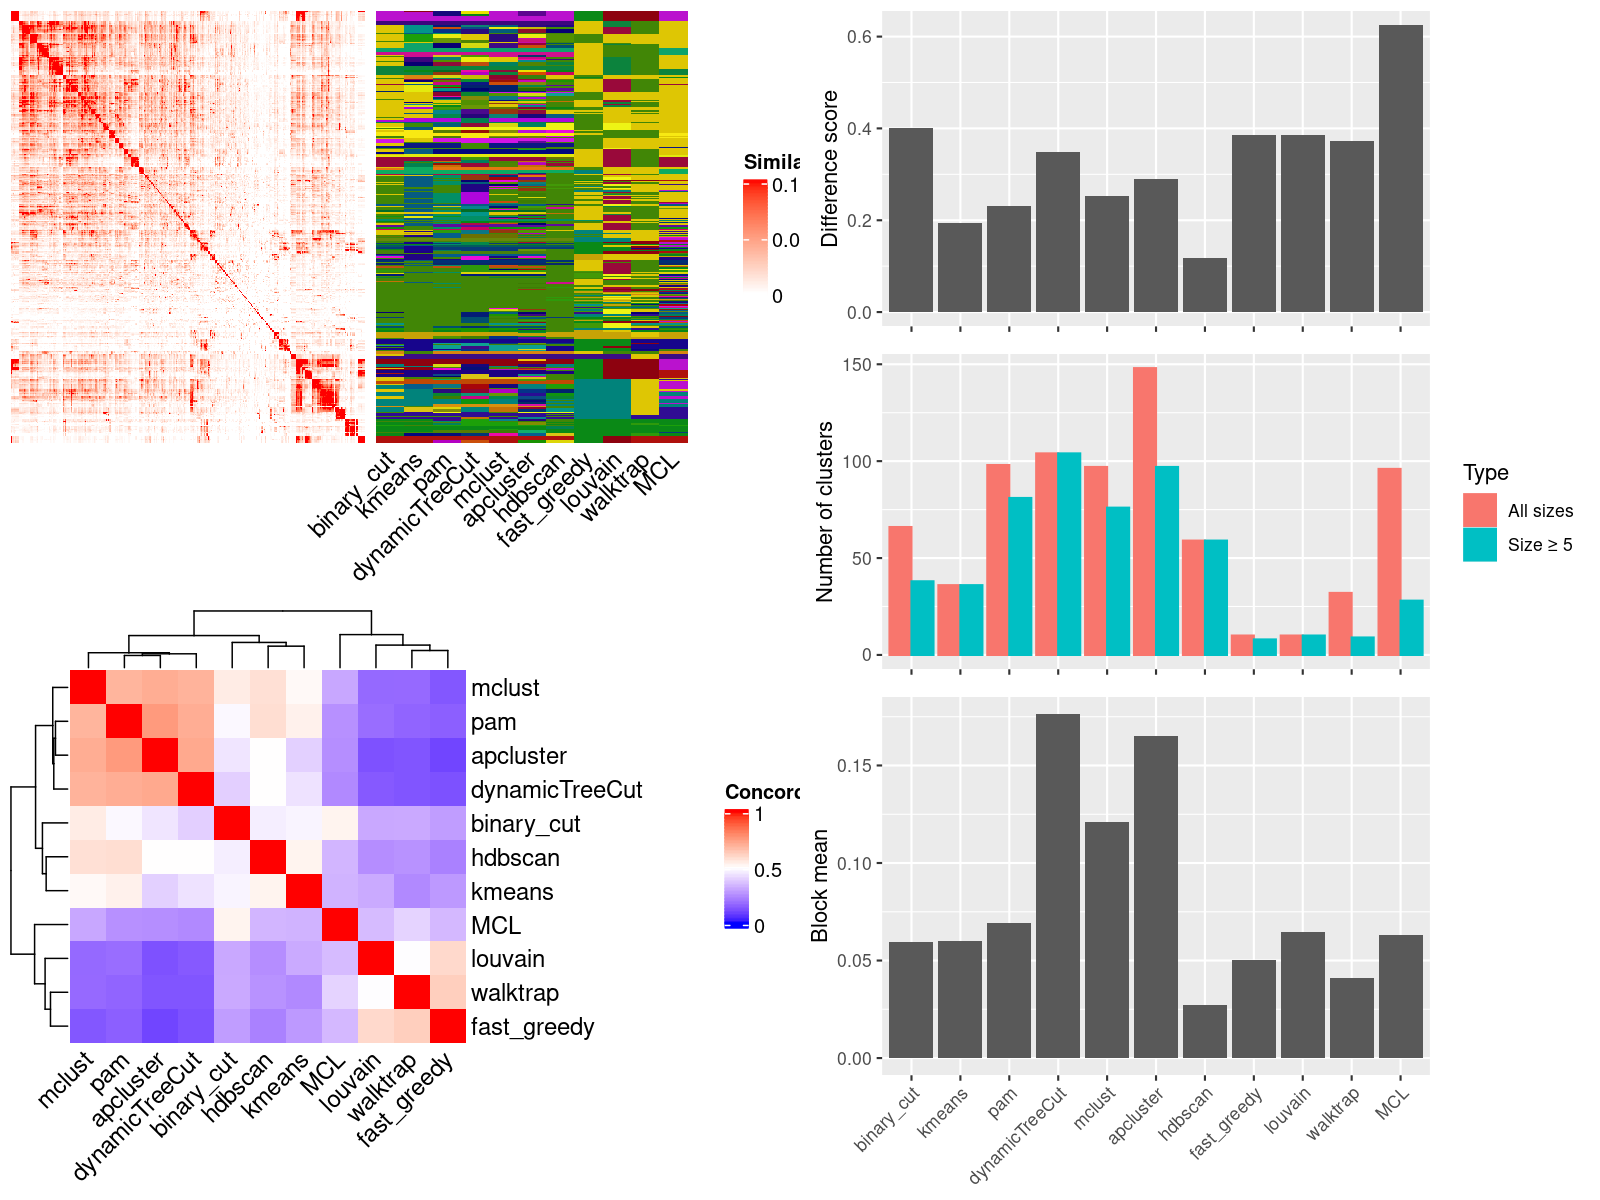 Simila
0.1
0.0
0
binary_cut
kmeans
pam
dynamicTreeCut
mclust
apcluster
hdbscan
fast_greedy
louvain
walktrap
MCL
mclust
pam
apcluster
dynamicTreeCut
binary_cut
hdbscan
kmeans
MCL
louvain
walktrap
fast_greedy
mclust
pam
apcluster
dynamicTreeCut
binary_cut
hdbscan
kmeans
MCL
louvain
walktrap
fast_greedy
Concord
1
0.5
0
Difference score
0.6
0.4
0.2
0.0
Number of clusters
150
100
50
0
Type
All sizes
Size ≥ 5
Block mean
0.15
0.10
0.05
0.00
binary_cut
kmeans
pam
dynamicTreeCut
mclust
apcluster
hdbscan
fast_greedy
louvain
walktrap
MCL